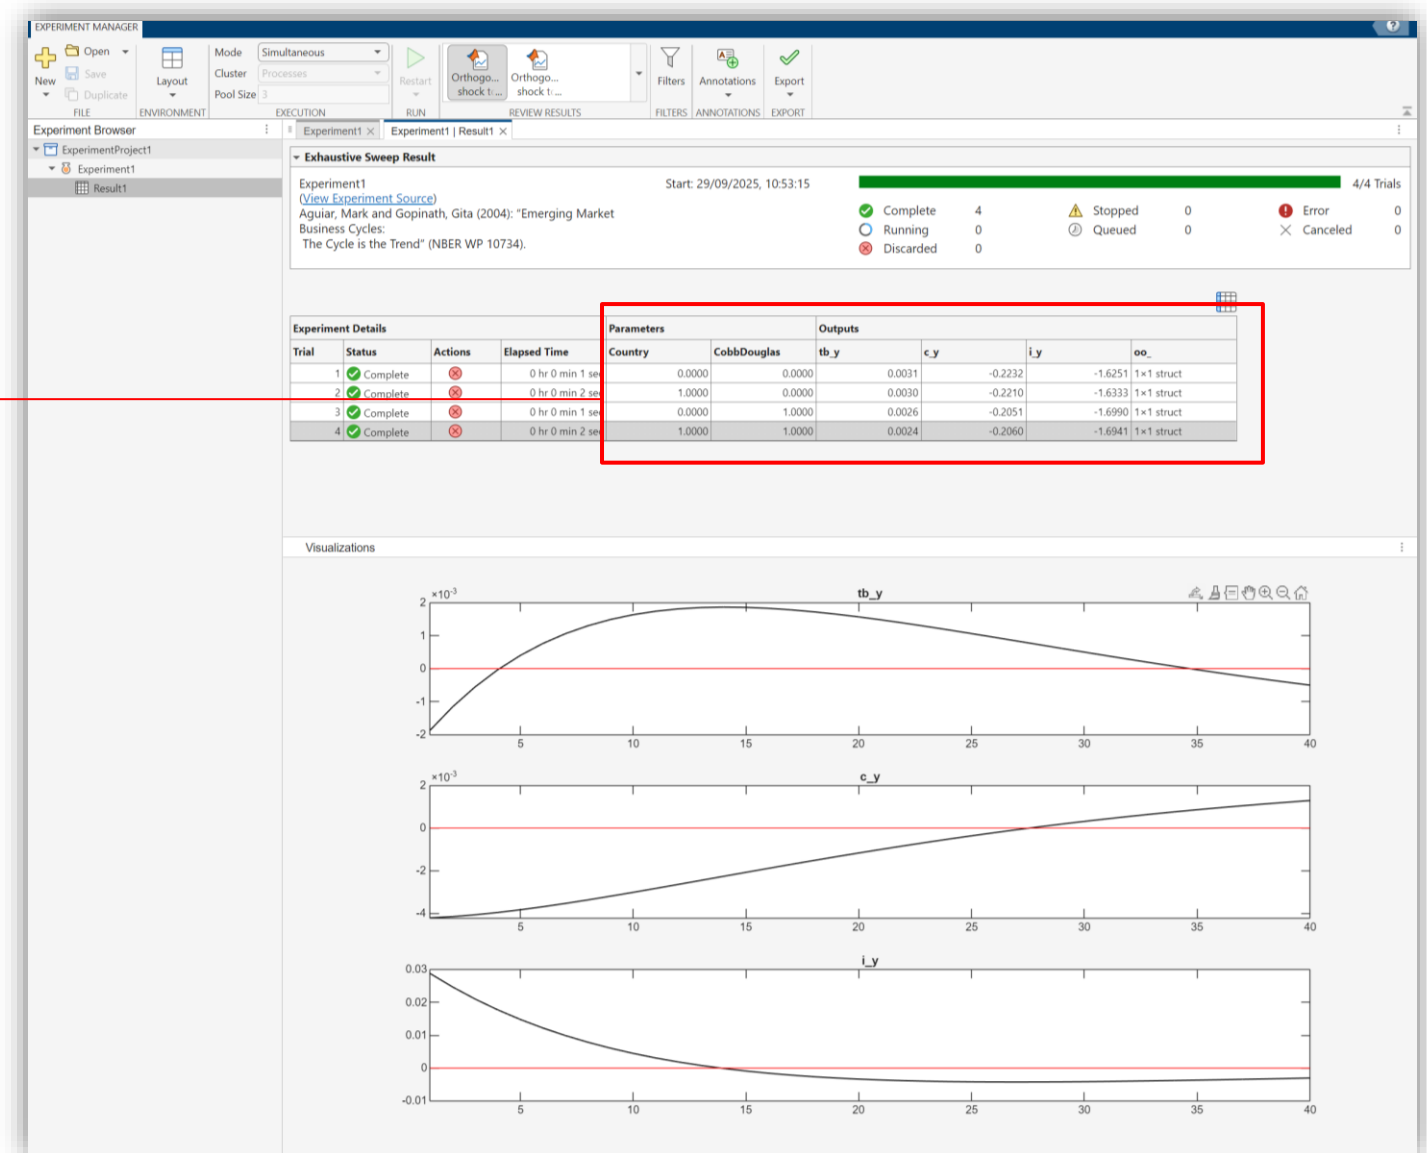 EXPERIMENT MANAGER
?
New
Open
Save
Duplicate
FILE
Layout
ENVIRONMENT
Mode Simultaneous
Cluster Processes
Pool Size 3
EXECUTION
Restart
RUN
Orthogo... shock t...
Orthogo... shock t...
REVIEW RESULTS
Filters
FILTERS
Annotations
ANNOTATIONS
Export
EXPORT
Experiment Browser
ExperimentProject1
Experiment1
Result1
Experiment1 ×
Experiment1 | Result1 ×
Exhaustive Sweep Result
Experiment1
(View Experiment Source)
Aguiar, Mark and Gopinath, Gita (2004): "Emerging Market
Business Cycles:
The Cycle is the Trend" (NBER WP 10734).
Start: 29/09/2025, 10:53:15
4/4 Trials
Complete 4 Stopped 0 Error 0
Running 0 Queued 0 Canceled 0
Discarded 0
Experiment Details Parameters Outputs
Trial Status Actions Elapsed Time Country CobbDouglas tb_y c_y i_y oo_
1 Complete 0 hr 0 min 1 se 0.0000 0.0000 0.0031 -0.2232 -1.6251 1×1 struct
2 Complete 0 hr 0 min 2 se 1.0000 0.0000 0.0030 -0.2210 -1.6333 1×1 struct
3 Complete 0 hr 0 min 1 se 0.0000 1.0000 0.0026 -0.2051 -1.6990 1×1 struct
4 Complete 0 hr 0 min 2 se 1.0000 1.0000 0.0024 -0.2060 -1.6941 1×1 struct
Visualizations
tb_y
×10⁻³
2
1
0
-1
-2
5 10 15 20 25 30 35 40
c_y
×10⁻³
2
0
-2
-4
5 10 15 20 25 30 35 40
i_y
0.03
0.02
0.01
0
-0.01
5 10 15 20 25 30 35 40